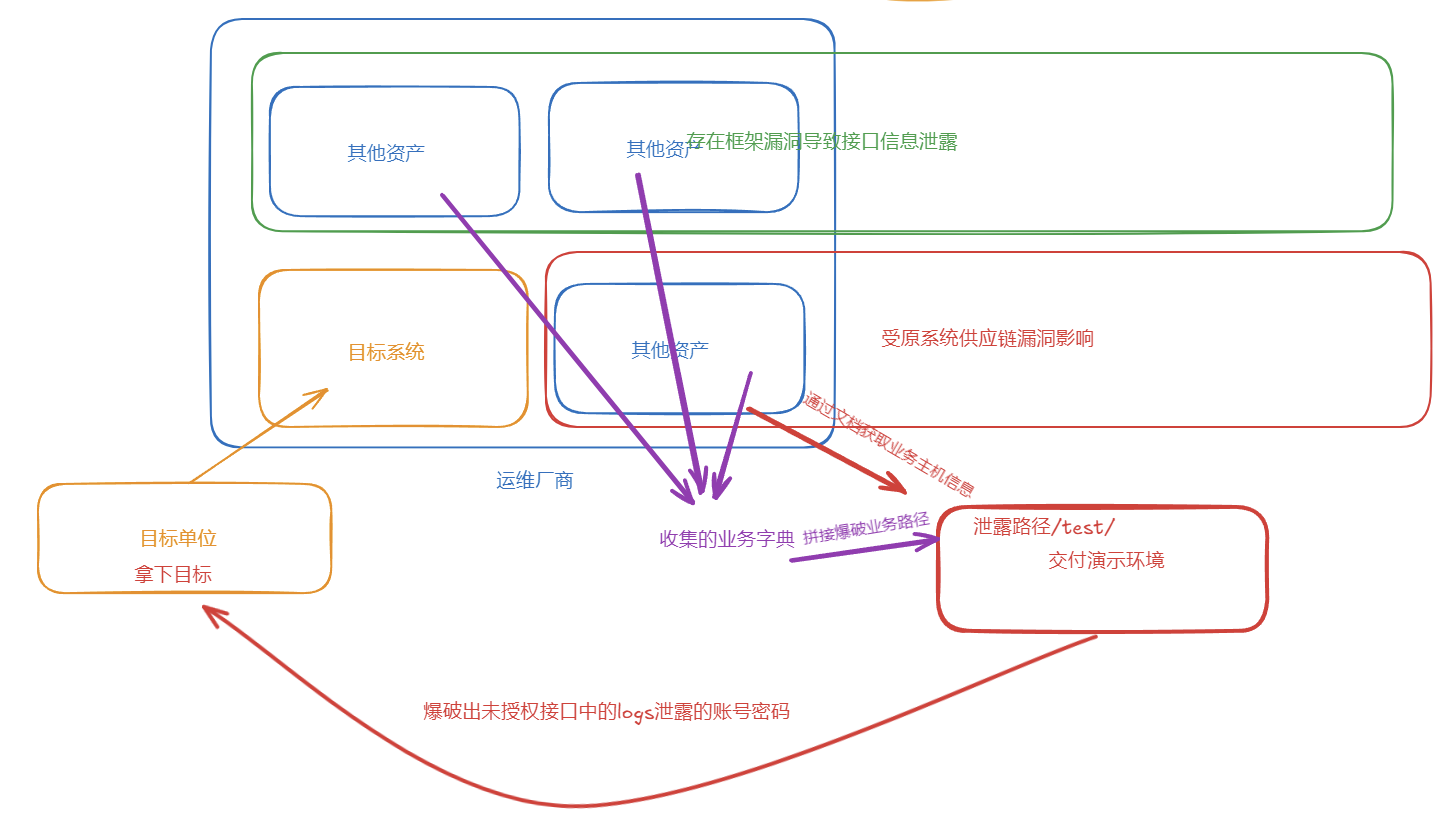 其他资产
其他资产
存在框架漏洞导致接口信息泄露
目标系统
其他资产
受原系统供应链漏洞影响
通过文档获取业务主机信息
运维厂商
目标单位
拿下目标
收集的业务字典
拼接爆破业务路径
泄露路径/test/
交付演示环境
爆破出未授权接口中的logs泄露的账号密码